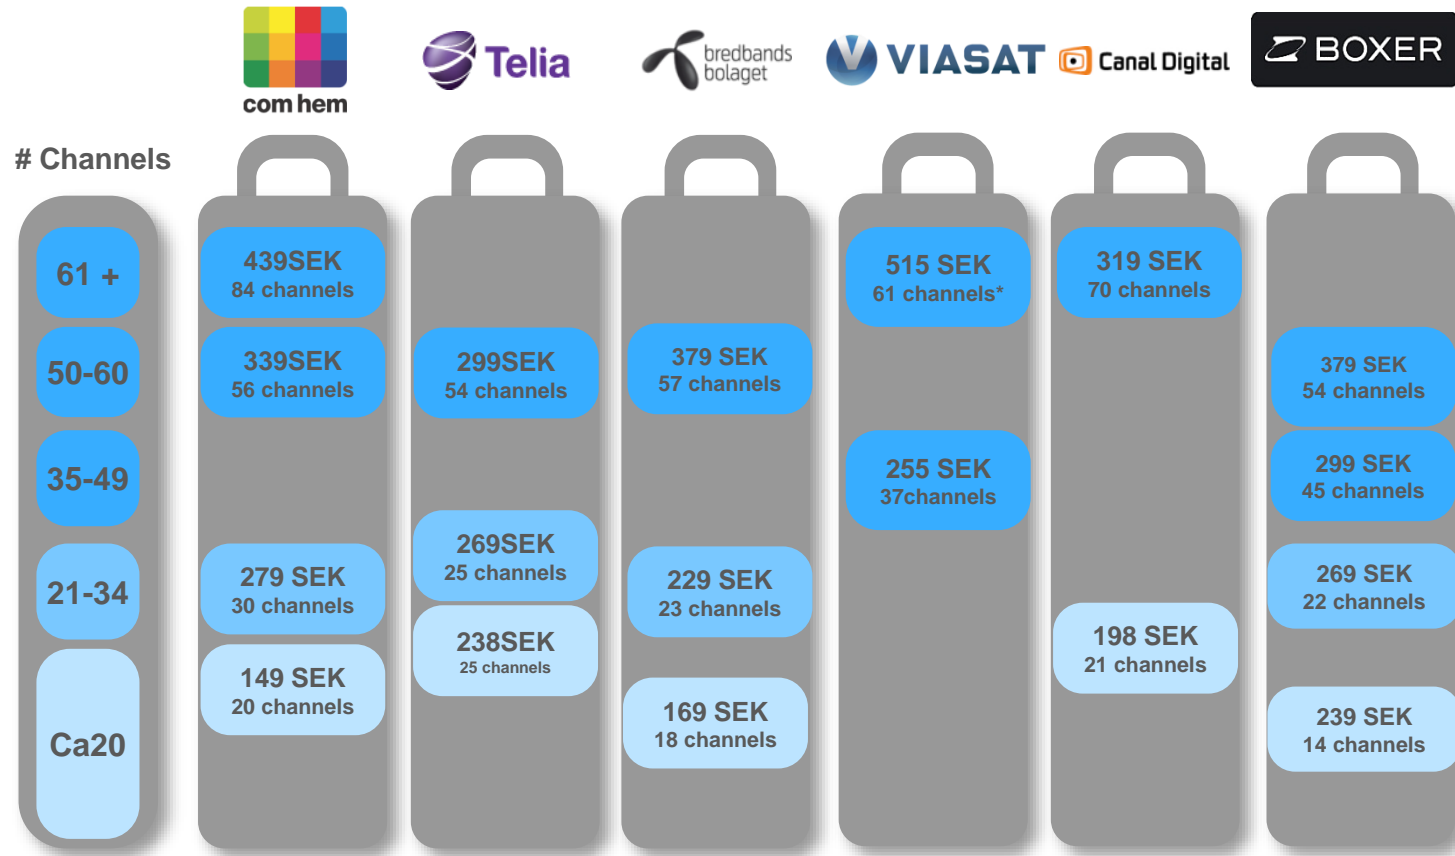 com hem
Telia
bredbands
bolaget
VIASAT
Canal Digital
BOXER
# Channels
61 +
439SEK
84 channels
515 SEK
61 channels*
319 SEK
70 channels
50-60
339SEK
56 channels
299SEK
54 channels
379 SEK
57 channels
379 SEK
54 channels
35-49
255 SEK
37channels
299 SEK
45 channels
21-34
279 SEK
30 channels
269SEK
25 channels
229 SEK
23 channels
269 SEK
22 channels
238SEK
25 channels
198 SEK
21 channels
Ca20
149 SEK
20 channels
169 SEK
18 channels
239 SEK
14 channels